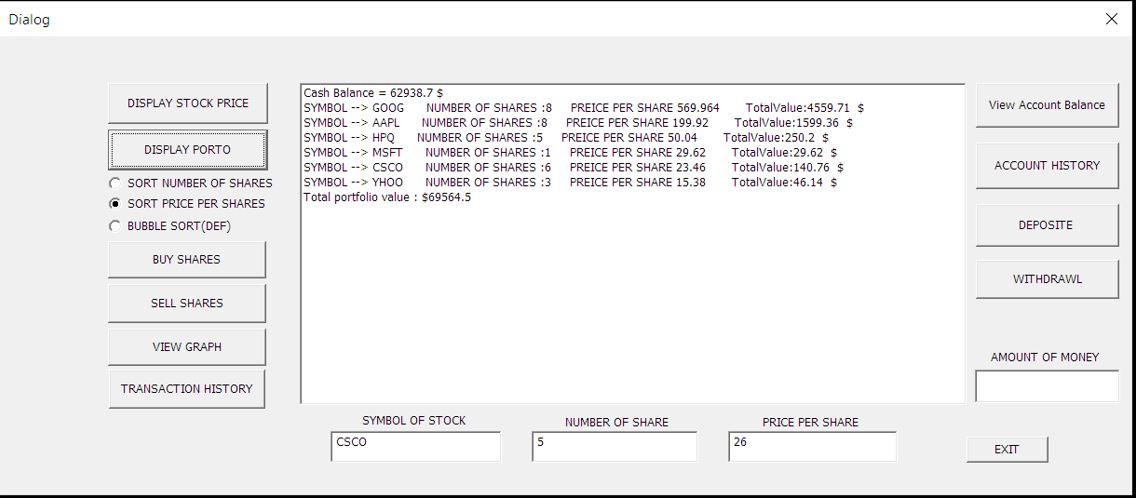 Dialog
DISPLAY STOCK PRICE
DISPLAY PORTO
SORT NUMBER OF SHARES
SORT PRICE PER SHARES
BUBBLE SORT(DEF)
BUY SHARES
SELL SHARES
VIEW GRAPH
TRANSACTION HISTORY
Cash Balance = 62938.7 $
SYMBOL --> GOOG NUMBER OF SHARES :8 PREICE PER SHARE 569.964 TotalValue:4559.71 $
SYMBOL --> AAPL NUMBER OF SHARES :8 PREICE PER SHARE 199.92 TotalValue:1599.36 $
SYMBOL --> HPQ NUMBER OF SHARES :5 PREICE PER SHARE 50.04 TotalValue:250.2 $
SYMBOL --> MSFT NUMBER OF SHARES :1 PREICE PER SHARE 29.62 TotalValue:29.62 $
SYMBOL --> CSCO NUMBER OF SHARES :6 PREICE PER SHARE 23.46 TotalValue:140.76 $
SYMBOL --> YHOO NUMBER OF SHARES :3 PREICE PER SHARE 15.38 TotalValue:46.14 $
Total portfolio value : $69564.5
SYMBOL OF STOCK
CSCO
NUMBER OF SHARE
5
PRICE PER SHARE
26
View Account Balance
ACCOUNT HISTORY
DEPOSITE
WITHDRAWL
AMOUNT OF MONEY
EXIT